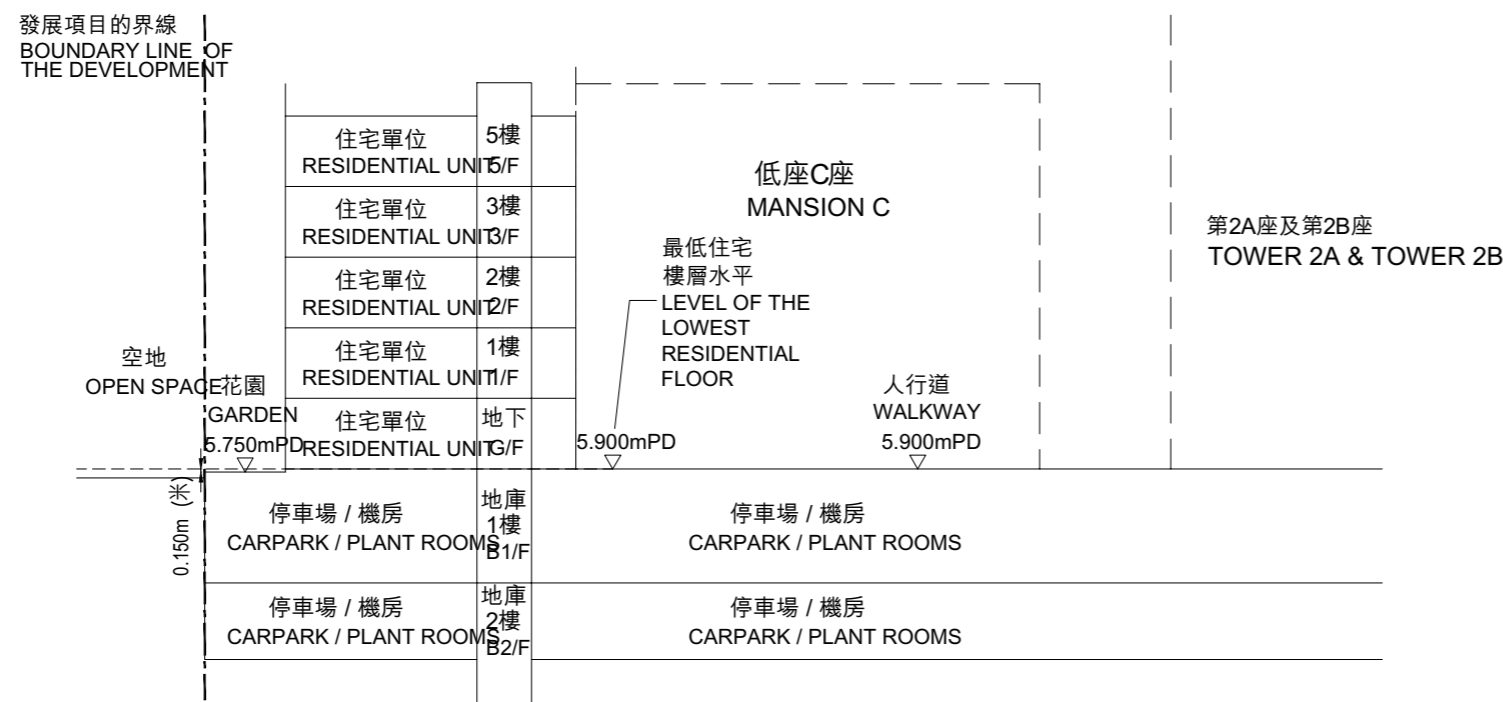 發展項目的界線
BOUNDARY LINE OF
THE DEVELOPMENT
住宅單位
RESIDENTIAL UNIT
5樓
5/F
住宅單位
RESIDENTIAL UNIT
3樓
3/F
住宅單位
RESIDENTIAL UNIT
2樓
2/F
住宅單位
RESIDENTIAL UNIT
1樓
1/F
住宅單位
RESIDENTIAL UNIT
地下
G/F
低座C座
MANSION C
最低住宅
樓層水平
LEVEL OF THE
LOWEST
RESIDENTIAL
FLOOR
5.900mPD
人行道
WALKWAY
5.900mPD
第2A座及第2B座
TOWER 2A & TOWER 2B
空地
OPEN SPACE
花園
GARDEN
5.750mPD
0.150m (米)
停車場 / 機房
CARPARK / PLANT ROOMS
地庫
1樓
B1/F
停車場 / 機房
CARPARK / PLANT ROOMS
停車場 / 機房
CARPARK / PLANT ROOMS
地庫
2樓
B2/F
停車場 / 機房
CARPARK / PLANT ROOMS